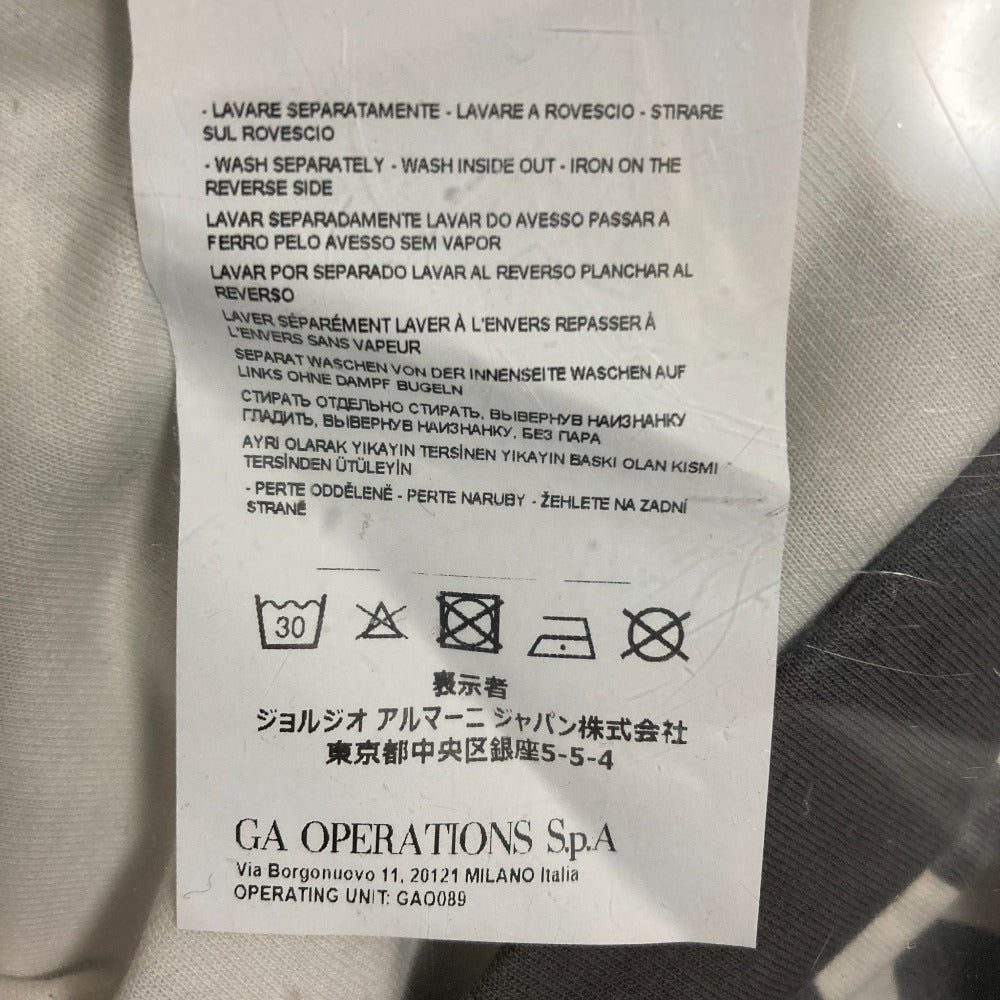 - LAVARE SEPARATAMENTE - LAVARE A ROVESCIO - STIRARE
SUL ROVESCIO
- WASH SEPARATELY - WASH INSIDE OUT - IRON ON THE
REVERSE SIDE
LAVAR SEPARADAMENTE LAVAR DO AVESSO PASSAR A
FERRO PELO AVESSO SEM VAPOR
LAVAR POR SEPARADO LAVAR AL REVERSO PLANCHAR AL
REVERSO
LAVER SÉPARÉMENT LAVER À L'ENVERS REPASSER À
L'ENVERS SANS VAPEUR
SEPARAT WASCHEN VON DER INNENSEITE WASCHEN AUF
LINKS OHNE DAMPF BUGELN
СТИРАТЬ ОТДЕЛЬНО СТИРАТЬ, ВЫВЕРНУВ НАИЗНАНКУ
ГЛАДИТЬ, ВЫВЕРНУВ НАИЗНАНКУ, БЕЗ ПАРА
AYRI OLARAK YIKAYIN TERSİNEN YIKAYIN BASKI OLAN KISMI
TERSİNDEN ÜTÜLEYİN
- PERTE ODDĚLENĚ - PERTE NARUBY - ŽEHLETE NA ZADNÍ
STRANĚ
30
表示者
ジョルジオ アルマーニ ジャパン株式会社
東京都中央区銀座5-5-4
GA OPERATIONS S.p.A
Via Borgonuovo 11, 20121 MILANO Italia
OPERATING UNIT: GAO089